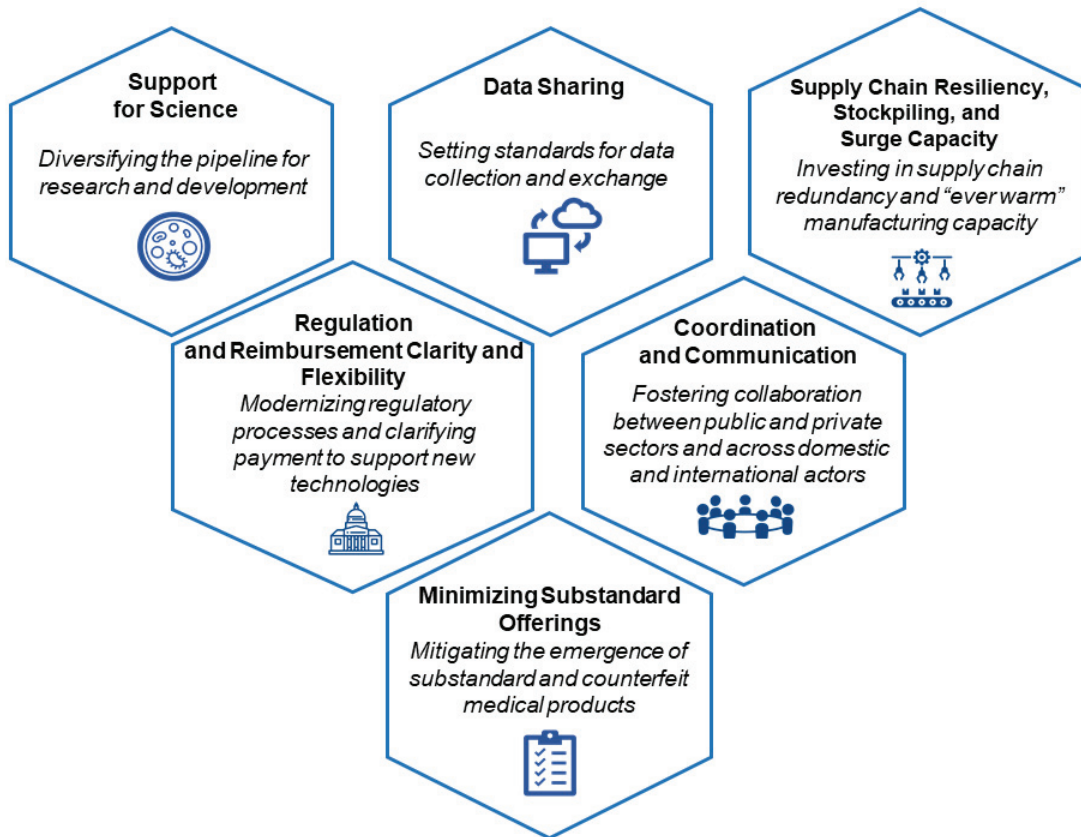 Support
for Science
Diversifying the pipeline for
research and development
Data Sharing
Setting standards for data
collection and exchange
Supply Chain Resiliency,
Stockpiling, and
Surge Capacity
Investing in supply chain
redundancy and “ever warm”
manufacturing capacity
Regulation
and Reimbursement Clarity and
Flexibility
Modernizing regulatory
processes and clarifying
payment to support new
technologies
Coordination
and Communication
Fostering collaboration
between public and private
sectors and across domestic
and international actors
Minimizing Substandard
Offerings
Mitigating the emergence of
substandard and counterfeit
medical products